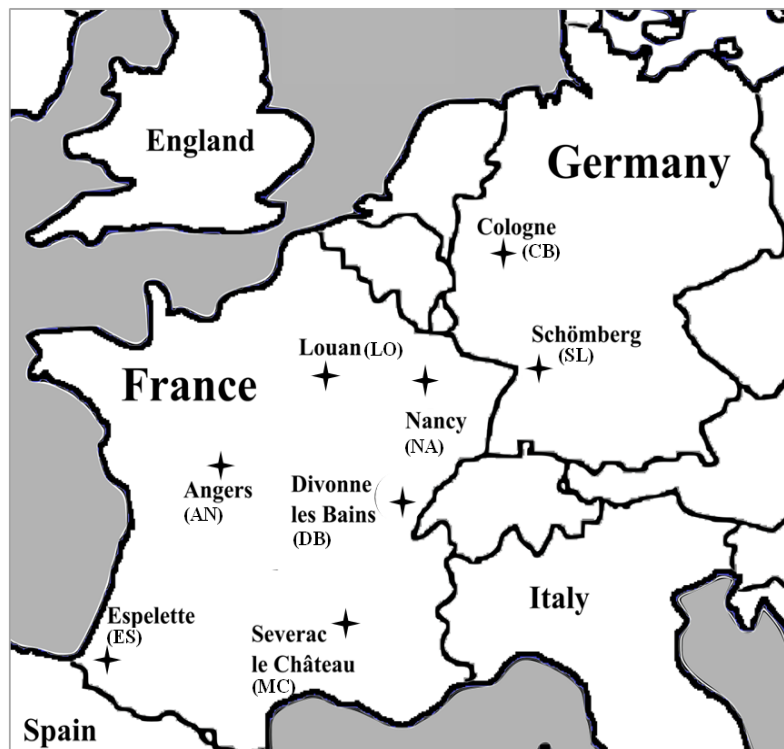 England
Germany
Cologne
(CB)
Schömberg
(SL)
Louan(LO)
France
Nancy
(NA)
Angers
(AN)
Divonne
les Bains
(DB)
Italy
Espelette
(ES)
Severac
le Château
(MC)
Spain